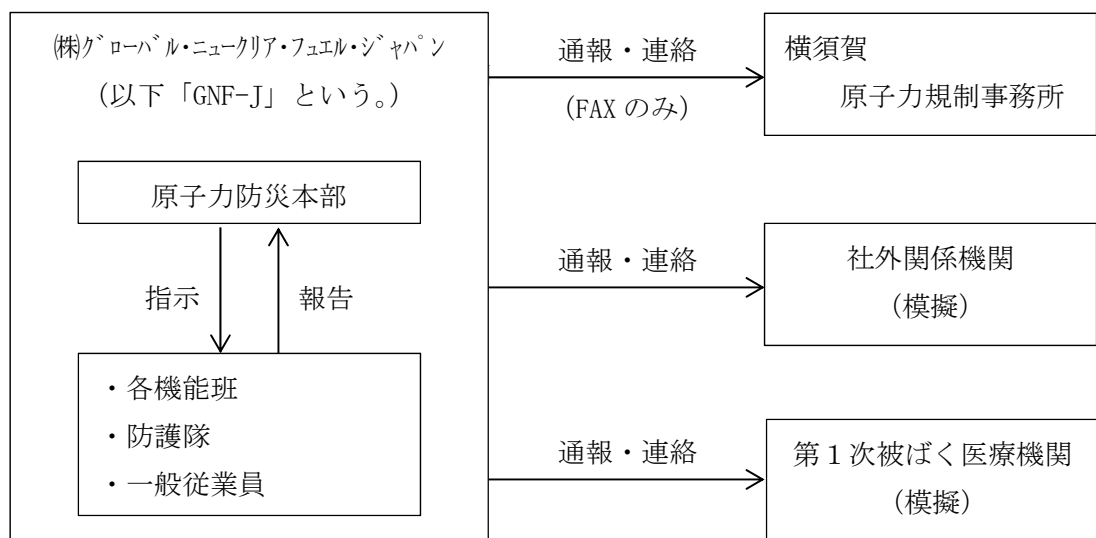 ㈱ｸﾞﾛｰﾊﾞﾙ・ﾆｭｰｸﾘｱ・ﾌｭｴﾙ・ｼﾞｬﾊﾟﾝ
（以下「GNF-J」という。）
原子力防災本部
指示
報告
・各機能班
・防護隊
・一般従業員
通報・連絡
（FAX のみ）
横須賀
原子力規制事務所
通報・連絡
社外関係機関
（模擬）
通報・連絡
第１次被ばく医療機関
（模擬）